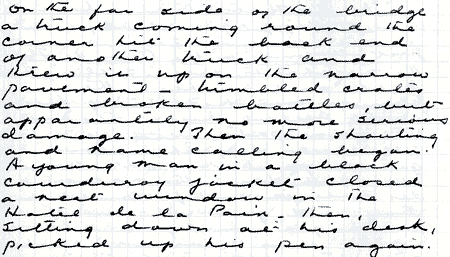 On the far side of the bridge
a truck coming round the
corner hit the back end
of another truck and
threw it up on the narrow
pavement - tumbled crates
and broken bottles, but
apparently no more serious
damage. Then the shouting
and name calling began.
A young man in a black
corduroy jacket closed
a window in the
Hotel de la Paix. Then,
sitting down at his desk,
picked up his pen again.